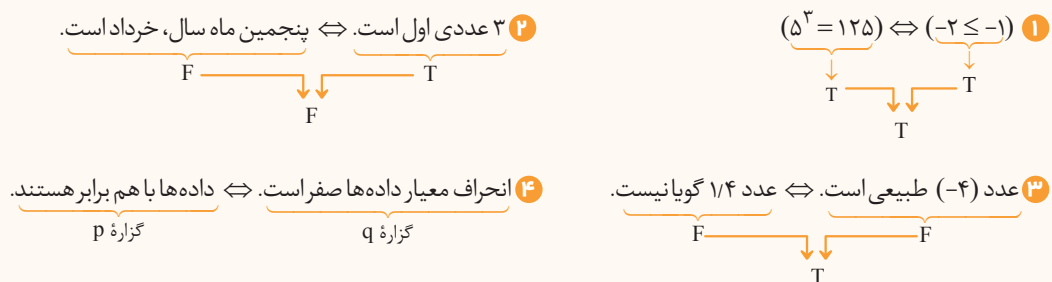 ۱ (−۲ ≤ −۱) ⇔ (۵^۳ = ۱۲۵)
T T
T
۲ ۳ عددی اول است. ⇔ پنجمین ماه سال، خرداد است.
T F
F
۳ عدد (−۴) طبیعی است. ⇔ عدد ۱/۴ گویا نیست.
F F
T
۴ انحراف معیار داده‌ها صفر است. ⇔ داده‌ها با هم برابر هستند.
گزارهٔ q گزارهٔ p